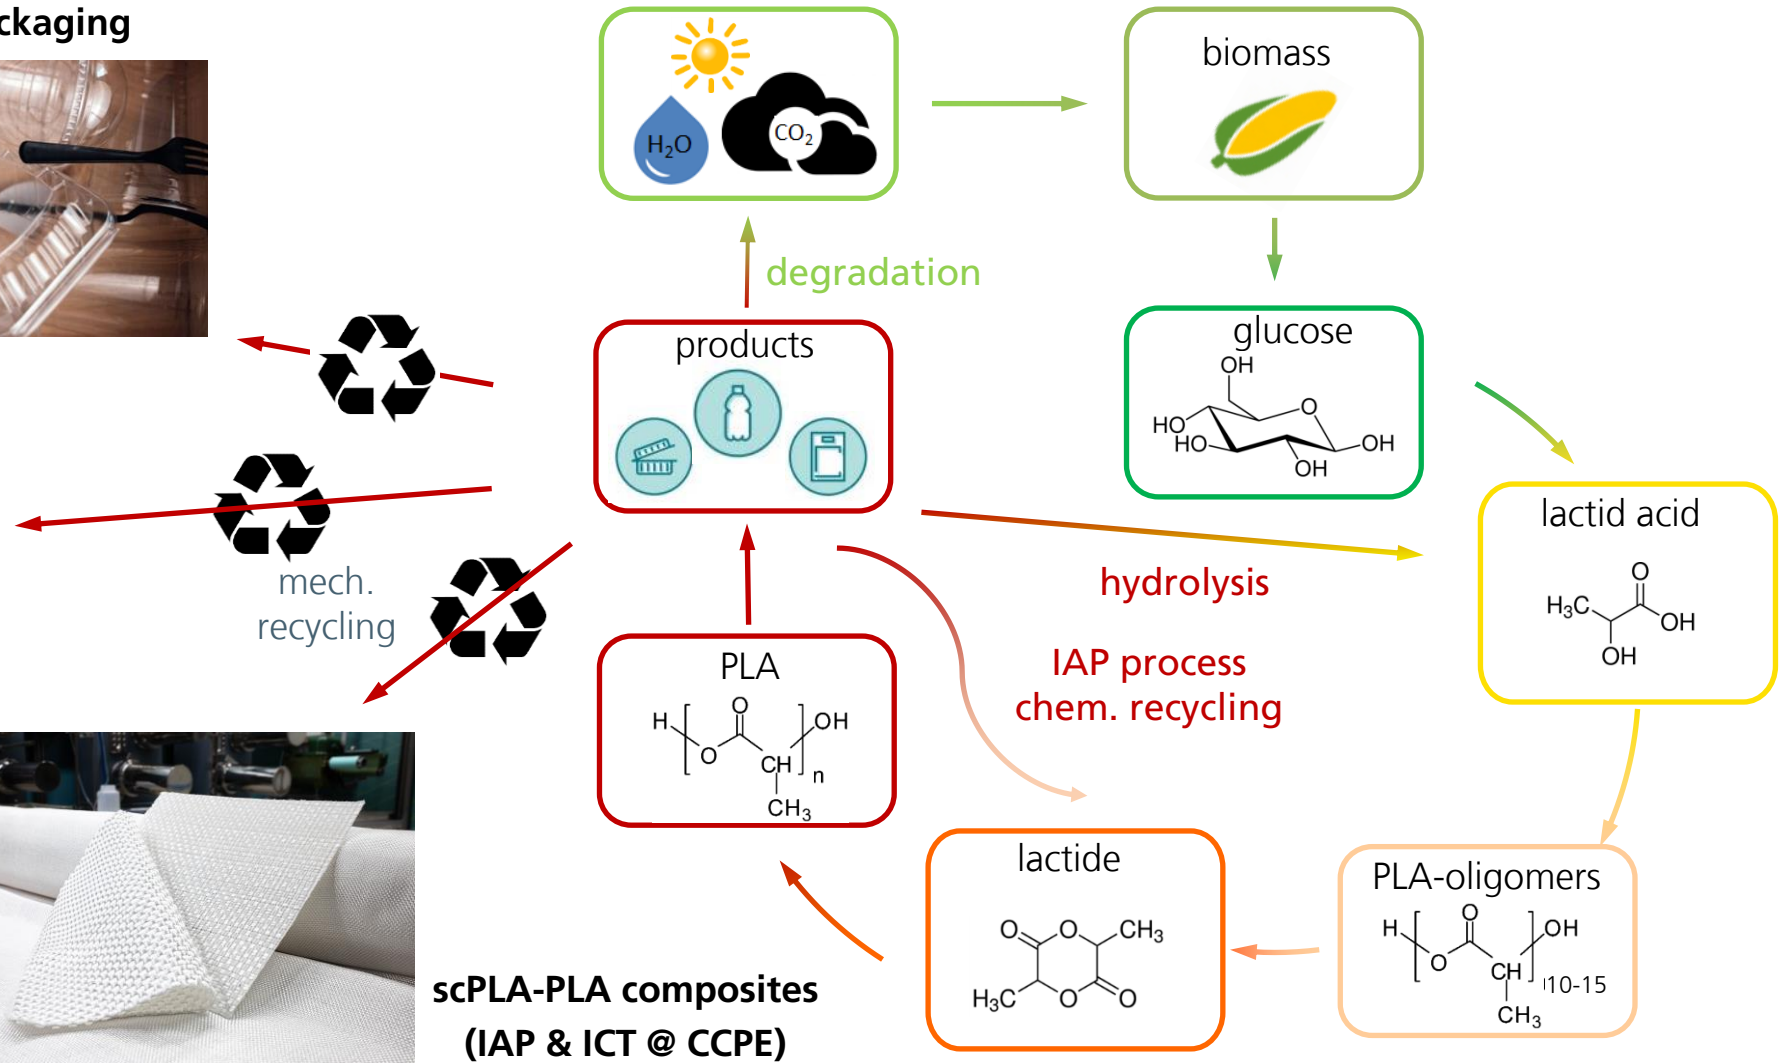 ckaging
H₂O
CO₂
biomass
degradation
products
glucose
OH
O
HO
HO
OH
OH
mech.
recycling
hydrolysis
IAP process
chem. recycling
lactid acid
O
H₃C
OH
OH
PLA
H
O
OH
O
CH
n
CH₃
lactide
O
O
CH₃
H₃C
O
O
PLA-oligomers
H
O
OH
O
CH
10-15
CH₃
scPLA-PLA composites
(IAP & ICT @ CCPE)